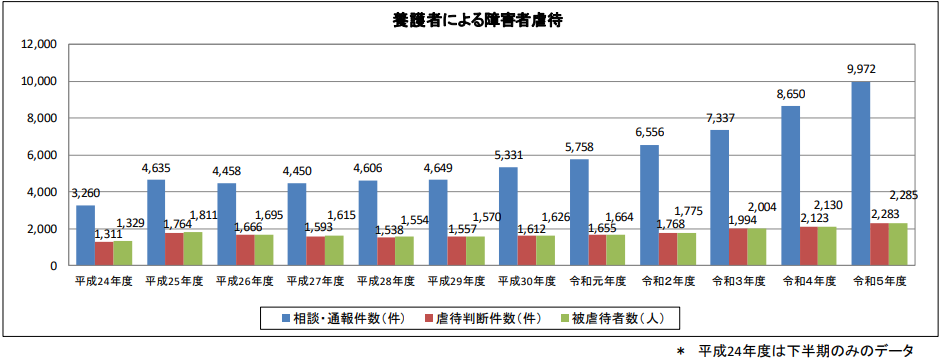 養護者による障害者虐待
12,000
10,000
8,000
6,000
4,000
2,000
0
3,260 1,311 1,329
4,635 1,764 1,811
4,458 1,666 1,695
4,450 1,593 1,615
4,606 1,538 1,554
4,649 1,557 1,570
5,331 1,612 1,626
5,758 1,655 1,664
6,556 1,768 1,775
7,337 1,994 2,004
8,650 2,123 2,130
9,972 2,283 2,285
平成24年度 平成25年度 平成26年度 平成27年度 平成28年度 平成29年度 平成30年度 令和元年度 令和2年度 令和3年度 令和4年度 令和5年度
相談・通報件数(件) 虐待判断件数(件) 被虐待者数(人)
* 平成24年度は下半期のみのデータ